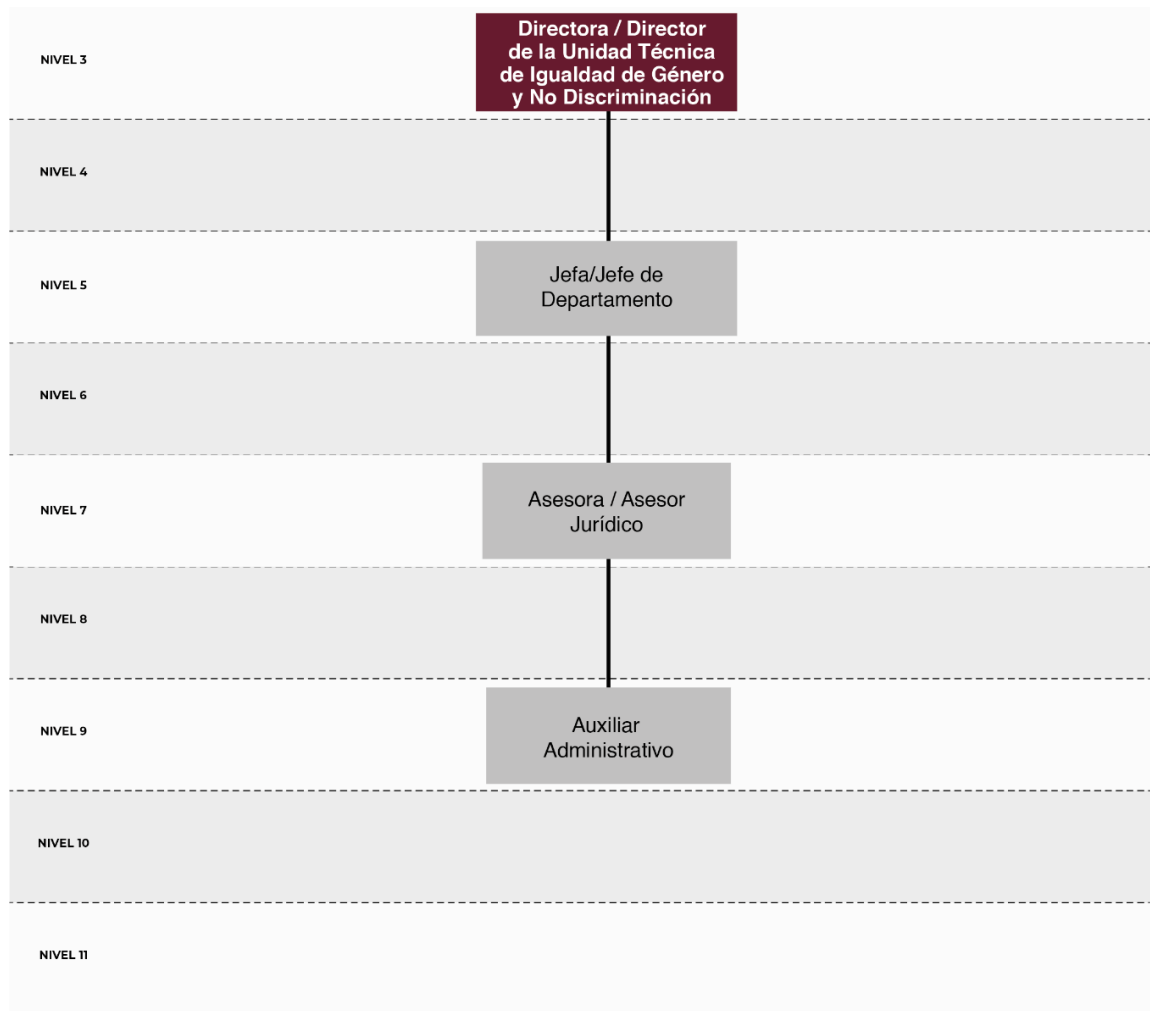 NIVEL 3
Directora / Director
de la Unidad Técnica
de Igualdad de Género
y No Discriminación
NIVEL 4
NIVEL 5
Jefa/Jefe de
Departamento
NIVEL 6
NIVEL 7
Asesora / Asesor
Jurídico
NIVEL 8
NIVEL 9
Auxiliar
Administrativo
NIVEL 10
NIVEL 11